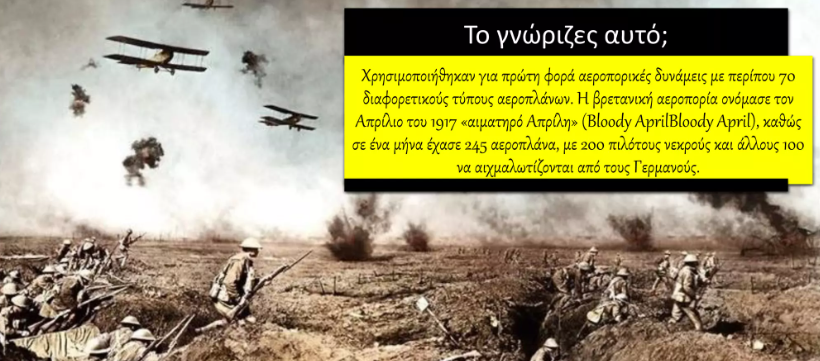 Το γνώριζες αυτό;
Χρησιμοποιήθηκαν για πρώτη φορά αεροπορικές δυνάμεις με περίπου 70
διαφορετικούς τύπους αεροπλάνων. Η βρετανική αεροπορία ονόμασε τον
Απρίλιο του 1917 «αιματηρό Απρίλη» (Bloody AprilBloody April), καθώς
σε ένα μήνα έχασε 245 αεροπλάνα, με 200 πιλότους νεκρούς και άλλους 100
να αιχμαλωτίζονται από τους Γερμανούς.